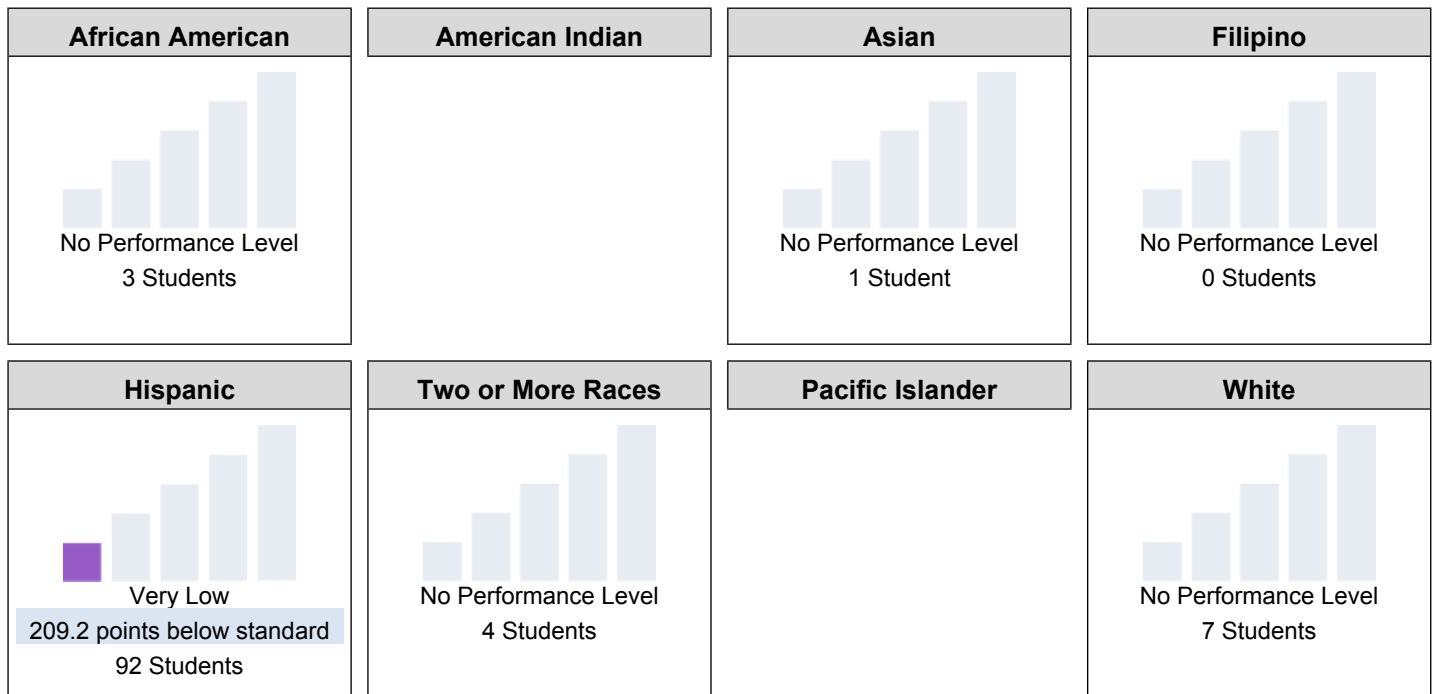 African American
No Performance Level
3 Students
American Indian
Asian
No Performance Level
1 Student
Filipino
No Performance Level
0 Students
Hispanic
Very Low
209.2 points below standard
92 Students
Two or More Races
No Performance Level
4 Students
Pacific Islander
White
No Performance Level
7 Students